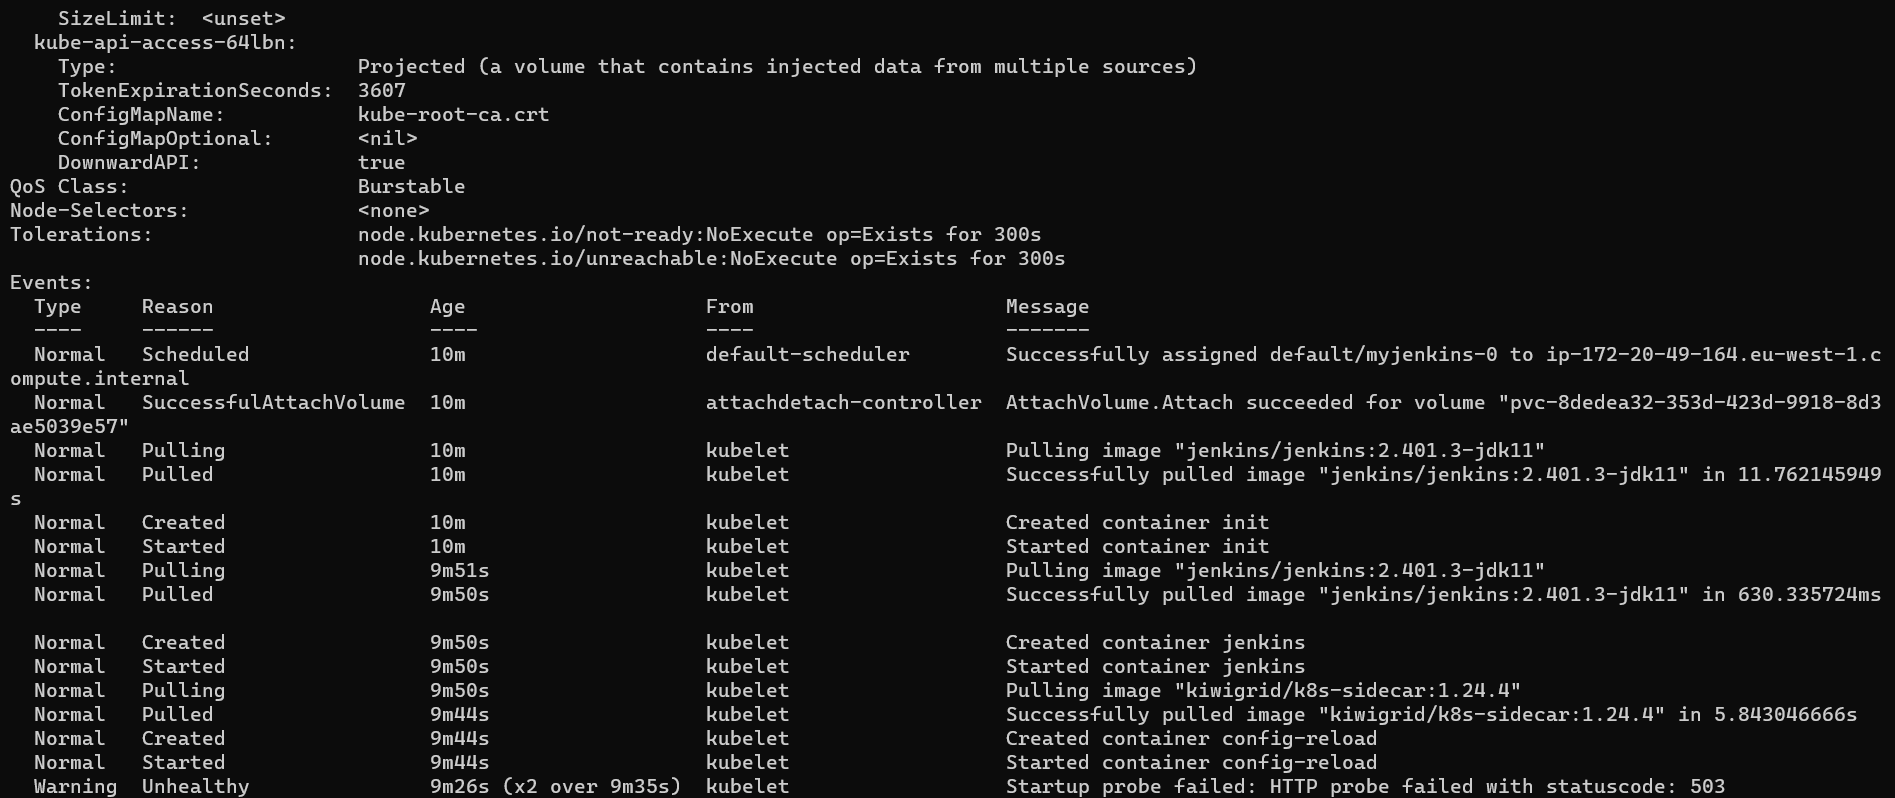 SizeLimit:  <unset>
  kube-api-access-64lbn:
    Type:                    Projected (a volume that contains injected data from multiple sources)
    TokenExpirationSeconds:  3607
    ConfigMapName:           kube-root-ca.crt
    ConfigMapOptional:       <nil>
    DownwardAPI:             true
QoS Class:                   Burstable
Node-Selectors:              <none>
Tolerations:                 node.kubernetes.io/not-ready:NoExecute op=Exists for 300s
                             node.kubernetes.io/unreachable:NoExecute op=Exists for 300s
Events:
  Type     Reason                  Age                    From                     Message
  ----     ------                  ----                   ----                     -------
  Normal   Scheduled               10m                    default-scheduler        Successfully assigned default/myjenkins-0 to ip-172-20-49-164.eu-west-1.c
ompute.internal
  Normal   SuccessfulAttachVolume  10m                    attachdetach-controller  AttachVolume.Attach succeeded for volume "pvc-8dedea32-353d-423d-9918-8d3
ae5039e57"
  Normal   Pulling                 10m                    kubelet                  Pulling image "jenkins/jenkins:2.401.3-jdk11"
  Normal   Pulled                  10m                    kubelet                  Successfully pulled image "jenkins/jenkins:2.401.3-jdk11" in 11.762145949
s
  Normal   Created                 10m                    kubelet                  Created container init
  Normal   Started                 10m                    kubelet                  Started container init
  Normal   Pulling                 9m51s                  kubelet                  Pulling image "jenkins/jenkins:2.401.3-jdk11"
  Normal   Pulled                  9m50s                  kubelet                  Successfully pulled image "jenkins/jenkins:2.401.3-jdk11" in 630.335724ms
  Normal   Created                 9m50s                  kubelet                  Created container jenkins
  Normal   Started                 9m50s                  kubelet                  Started container jenkins
  Normal   Pulling                 9m50s                  kubelet                  Pulling image "kiwigrid/k8s-sidecar:1.24.4"
  Normal   Pulled                  9m44s                  kubelet                  Successfully pulled image "kiwigrid/k8s-sidecar:1.24.4" in 5.843046666s
  Normal   Created                 9m44s                  kubelet                  Created container config-reload
  Normal   Started                 9m44s                  kubelet                  Started container config-reload
  Warning  Unhealthy               9m26s (x2 over 9m35s)  kubelet                  Startup probe failed: HTTP probe failed with statuscode: 503